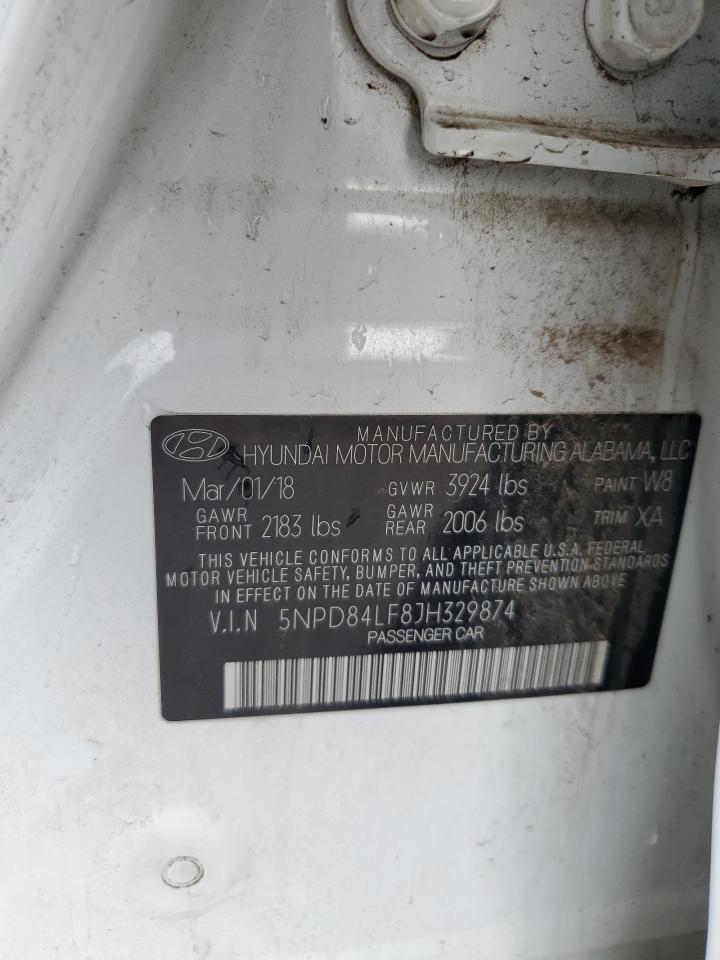 MANUFACTURED BY
HYUNDAI MOTOR MANUFACTURING ALABAMA, LLC
Mar/01/18 GVWR 3924 lbs PAINT W8
GAWR FRONT 2183 lbs GAWR REAR 2006 lbs TRIM XA
THIS VEHICLE CONFORMS TO ALL APPLICABLE U.S.A. FEDERAL
MOTOR VEHICLE SAFETY, BUMPER, AND THEFT PREVENTION STANDARDS
IN EFFECT ON THE DATE OF MANUFACTURE SHOWN ABOVE
V.I.N 5NPD84LF8JH329874
PASSENGER CAR